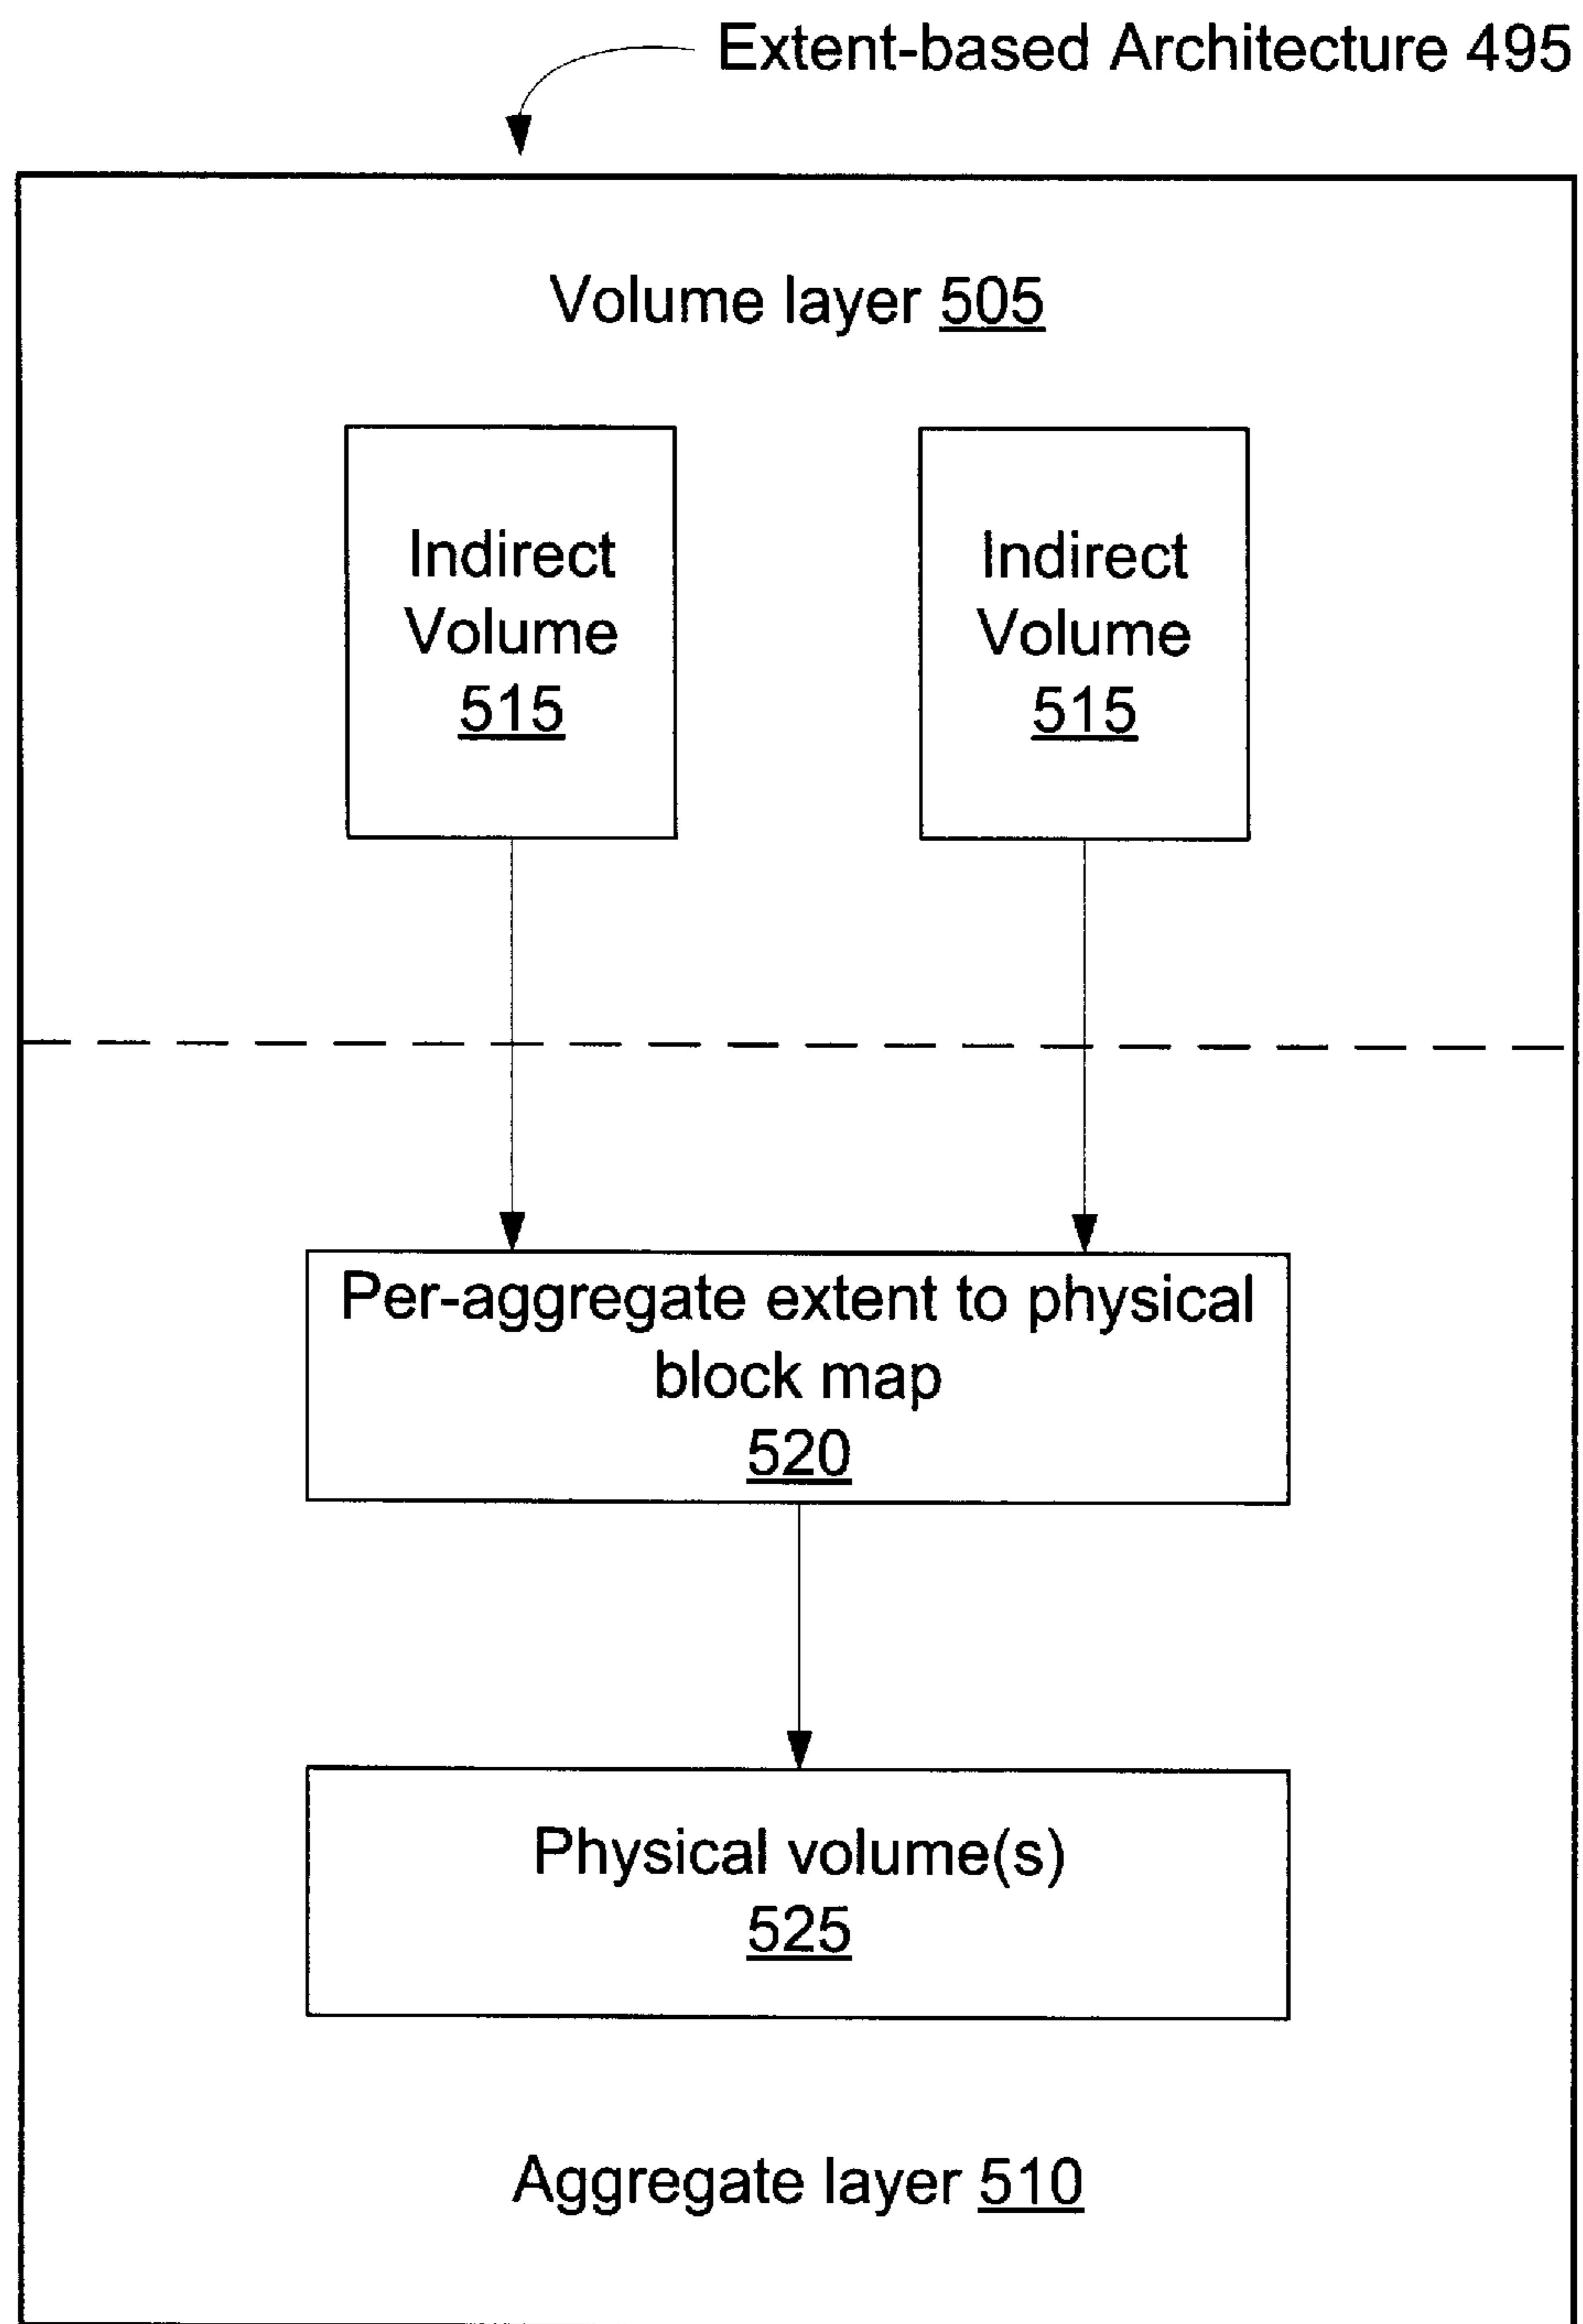 Extent-based Architecture 495
Volume layer 505
Indirect
Volume
515
Indirect
Volume
515
Per-aggregate extent to physical
block map
520
Physical volume(s)
525
Aggregate layer 510